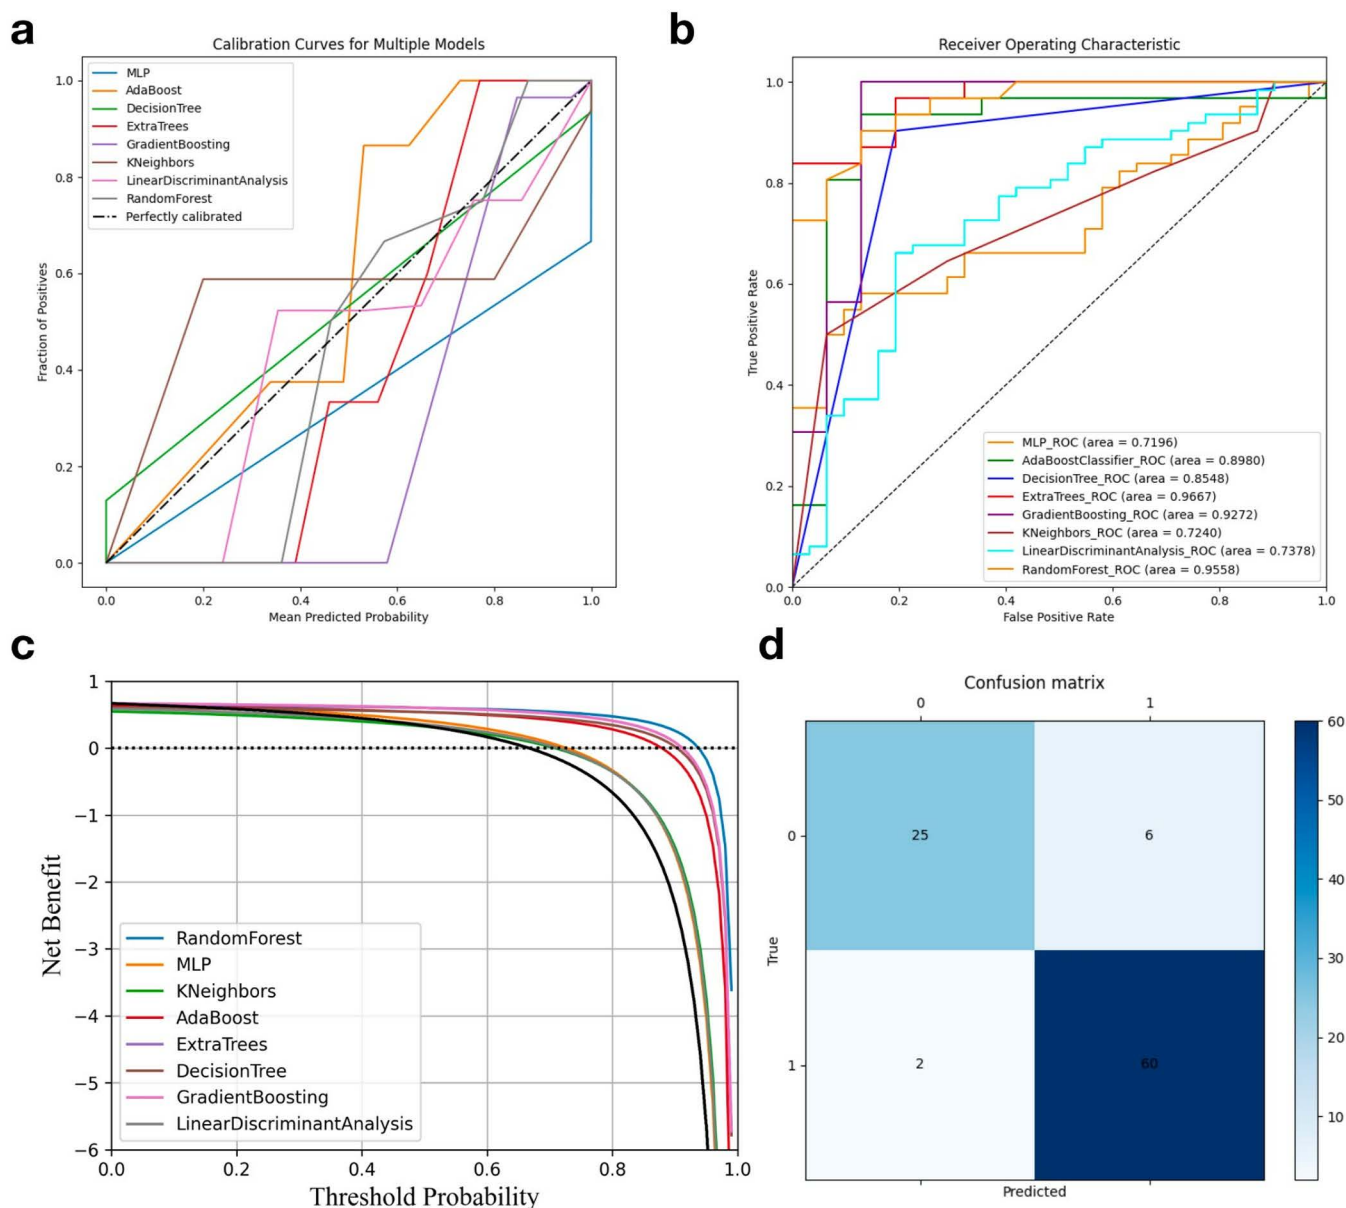 a
Calibration Curves for Multiple Models
MLP
AdaBoost
DecisionTree
ExtraTrees
GradientBoosting
KNeighbors
LinearDiscriminantAnalysis
RandomForest
Perfectly calibrated
1.0
0.8
0.6
0.4
0.2
0.0
Fraction of Positives
0.0 0.2 0.4 0.6 0.8 1.0
Mean Predicted Probability
b
Receiver Operating Characteristic
1.0
0.8
0.6
0.4
0.2
0.0
True Positive Rate
MLP_ROC (area = 0.7196)
AdaBoostClassifier_ROC (area = 0.8980)
DecisionTree_ROC (area = 0.8548)
ExtraTrees_ROC (area = 0.9667)
GradientBoosting_ROC (area = 0.9272)
KNeighbors_ROC (area = 0.7240)
LinearDiscriminantAnalysis_ROC (area = 0.7378)
RandomForest_ROC (area = 0.9558)
0.0 0.2 0.4 0.6 0.8 1.0
False Positive Rate
c
1
0
−1
−2
−3
−4
−5
−6
Net Benefit
RandomForest
MLP
KNeighbors
AdaBoost
ExtraTrees
DecisionTree
GradientBoosting
LinearDiscriminantAnalysis
0.0 0.2 0.4 0.6 0.8 1.0
Threshold Probability
d
Confusion matrix
0 1
0
1
True
25 6
2 60
Predicted
60
50
40
30
20
10